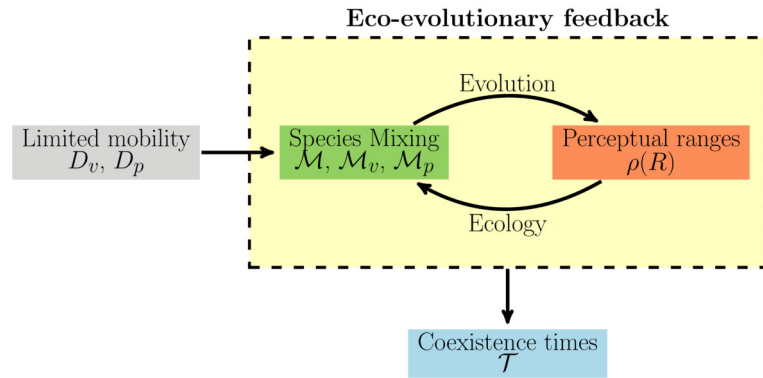 Eco-evolutionary feedback
Evolution
Limited mobility
D_v, D_p
Species Mixing
ℳ, ℳ_v, ℳ_p
Perceptual ranges
ρ(R)
Ecology
Coexistence times
𝒯